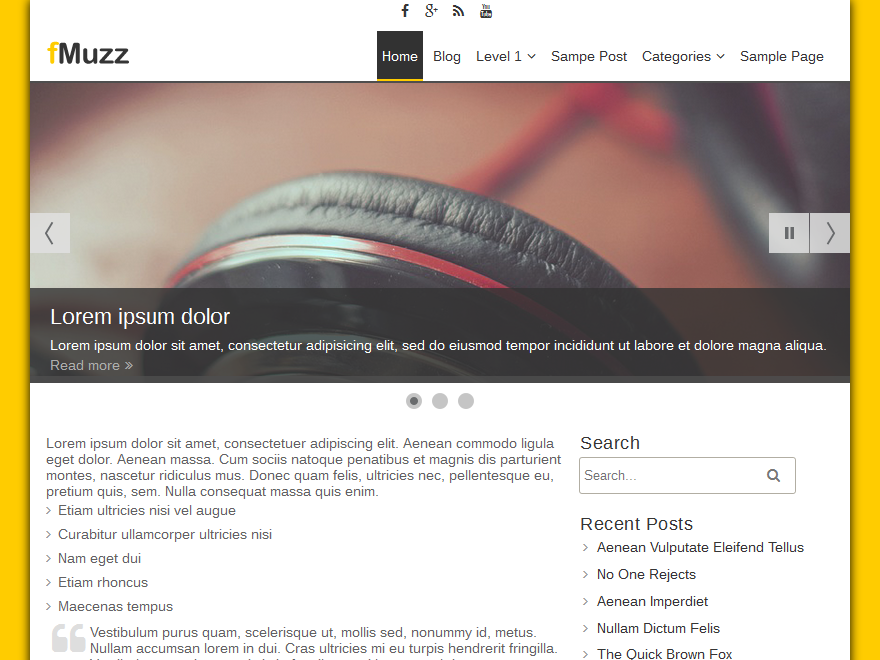 fMuzz
Home Blog Level 1 Sampe Post Categories Sample Page
Lorem ipsum dolor
Lorem ipsum dolor sit amet, consectetur adipisicing elit, sed do eiusmod tempor incididunt ut labore et dolore magna aliqua.
Read more »
Lorem ipsum dolor sit amet, consectetuer adipiscing elit. Aenean commodo ligula
eget dolor. Aenean massa. Cum sociis natoque penatibus et magnis dis parturient
montes, nascetur ridiculus mus. Donec quam felis, ultricies nec, pellentesque eu,
pretium quis, sem. Nulla consequat massa quis enim.
Etiam ultricies nisi vel augue
Curabitur ullamcorper ultricies nisi
Nam eget dui
Etiam rhoncus
Maecenas tempus
Vestibulum purus quam, scelerisque ut, mollis sed, nonummy id, metus.
Nullam accumsan lorem in dui. Cras ultricies mi eu turpis hendrerit fringilla.
Search
Search...
Recent Posts
Aenean Vulputate Eleifend Tellus
No One Rejects
Aenean Imperdiet
Nullam Dictum Felis
The Quick Brown Fox